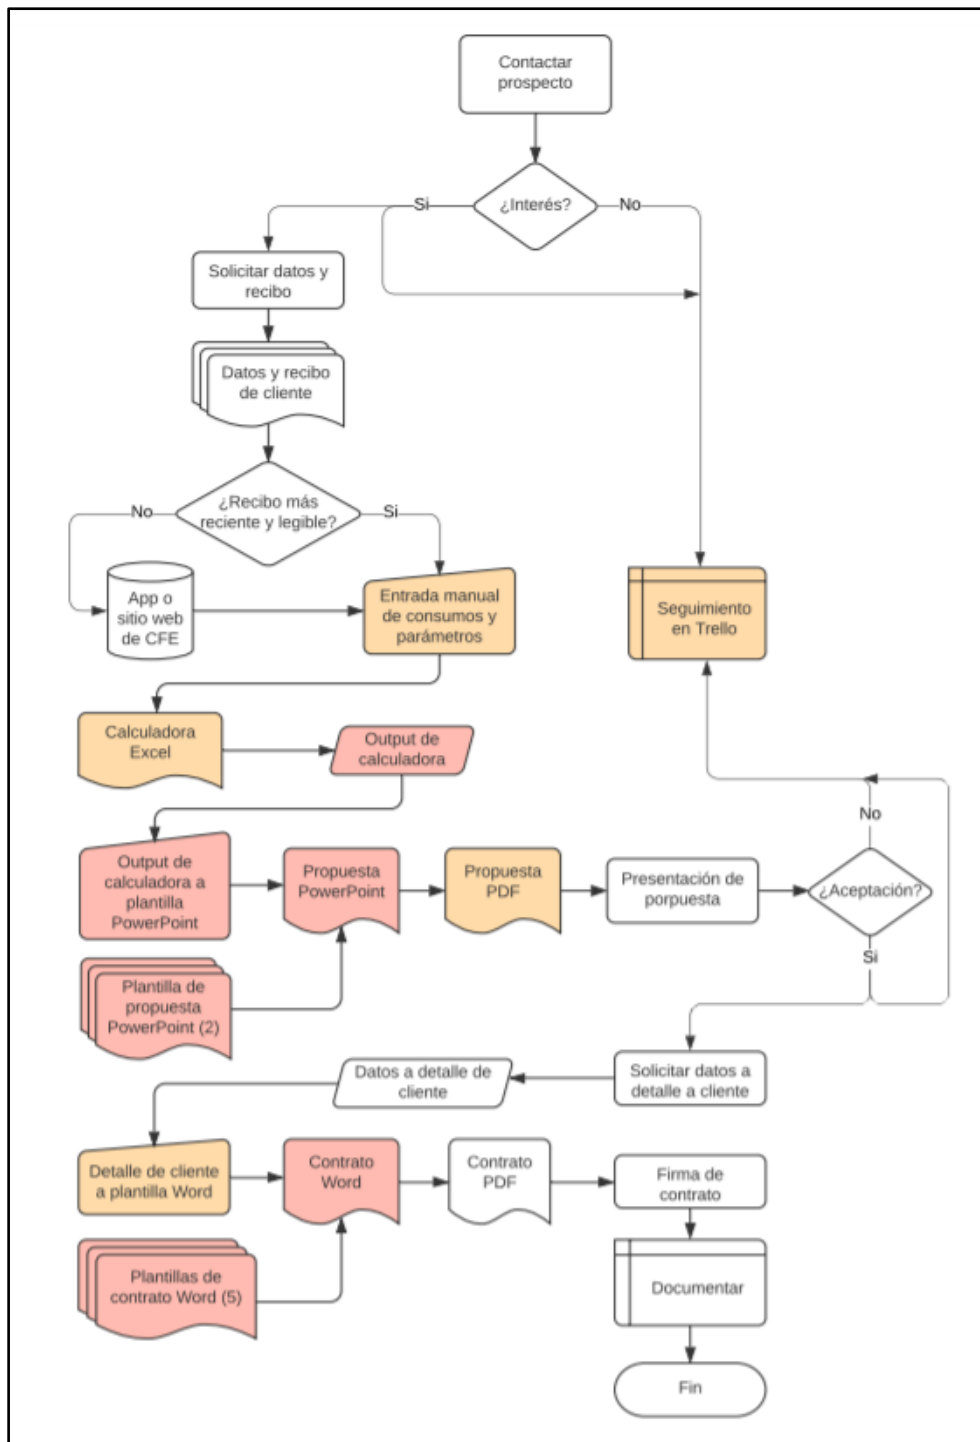 Contactar
prospecto
¿Interés?
Si
No
Solicitar datos y
recibo
Datos y recibo
de cliente
¿Recibo más
reciente y legible?
No
Si
App o
sitio web
de CFE
Entrada manual
de consumos y
parámetros
Seguimiento
en Trello
Calculadora
Excel
Output de
calculadora
Output de
calculadora a
plantilla
PowerPoint
Propuesta
PowerPoint
Propuesta
PDF
Presentación de
porpuesta
¿Aceptación?
No
Si
Plantilla de
propuesta
PowerPoint (2)
Solicitar datos a
detalle a cliente
Datos a detalle de
cliente
Detalle de cliente
a plantilla Word
Contrato
Word
Contrato
PDF
Firma de
contrato
Plantillas de
contrato Word (5)
Documentar
Fin